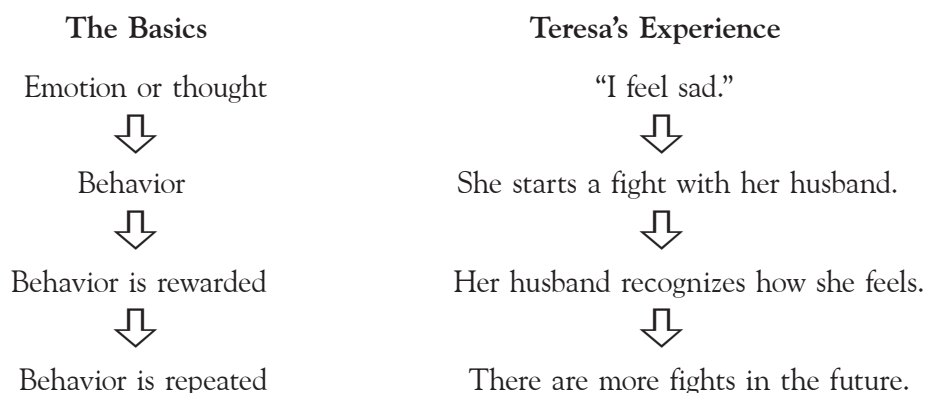 The Basics
Emotion or thought
Behavior
Behavior is rewarded
Behavior is repeated
Teresa’s Experience
“I feel sad.”
She starts a fight with her husband.
Her husband recognizes how she feels.
There are more fights in the future.